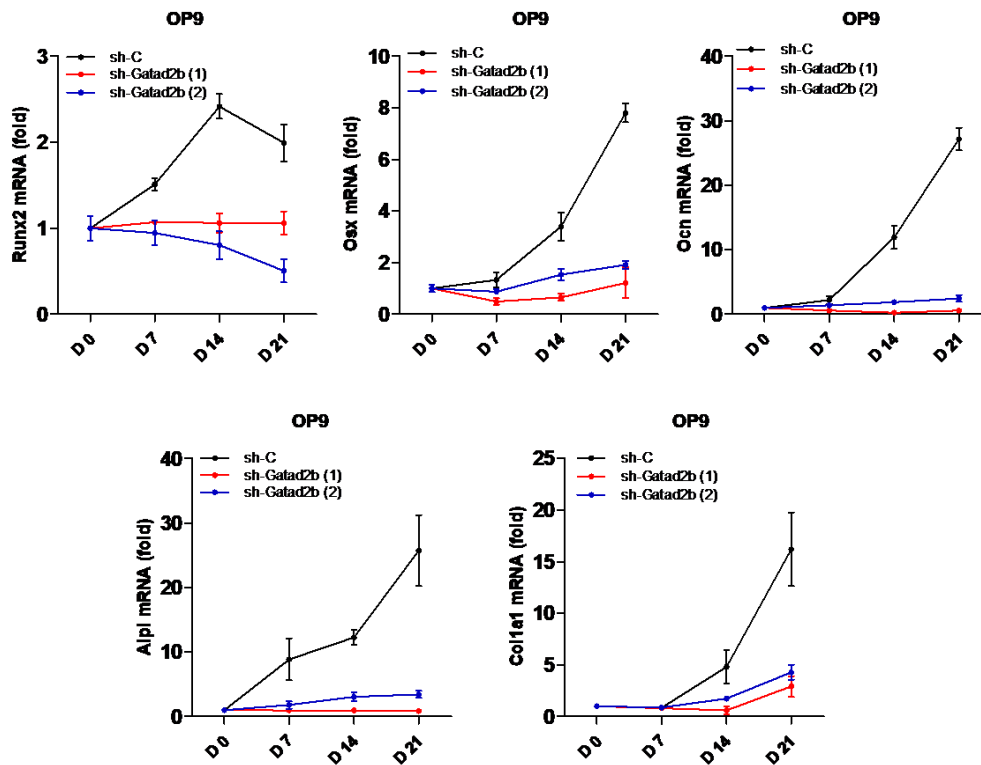 OP9
sh-C
sh-Gatad2b (1)
sh-Gatad2b (2)
Runx2 mRNA (fold)
3
2
1
0
D 0
D 7
D 14
D 21
OP9
sh-C
sh-Gatad2b (1)
sh-Gatad2b (2)
Osx mRNA (fold)
10
8
6
4
2
0
D 0
D 7
D 14
D 21
OP9
sh-C
sh-Gatad2b (1)
sh-Gatad2b (2)
Ocn mRNA (fold)
40
30
20
10
0
D 0
D 7
D 14
D 21
OP9
sh-C
sh-Gatad2b (1)
sh-Gatad2b (2)
Alpl mRNA (fold)
40
30
20
10
0
D 0
D 7
D 14
D 21
OP9
sh-C
sh-Gatad2b (1)
sh-Gatad2b (2)
Col1a1 mRNA (fold)
25
20
15
10
5
0
D 0
D 7
D 14
D 21